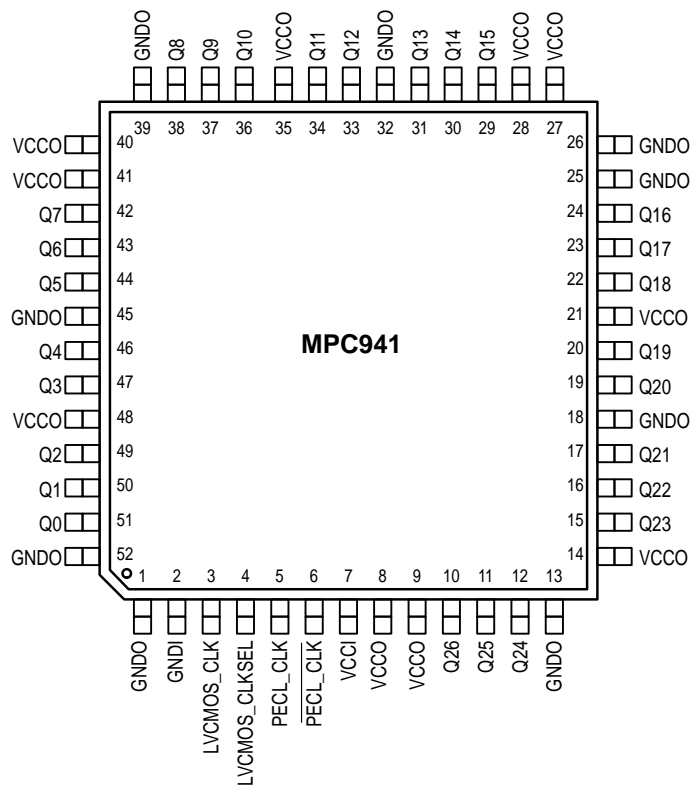 GNDO Q8 Q9 Q10 VCCO Q11 Q12 GNDO Q13 Q14 Q15 VCCO VCCO
39 38 37 36 35 34 33 32 31 30 29 28 27
VCCO 40 26 GNDO
VCCO 41 25 GNDO
Q7 42 24 Q16
Q6 43 23 Q17
Q5 44 22 Q18
GNDO 45 21 VCCO
Q4 46 MPC941 20 Q19
Q3 47 19 Q20
VCCO 48 18 GNDO
Q2 49 17 Q21
Q1 50 16 Q22
Q0 51 15 Q23
GNDO 52 14 VCCO
1 2 3 4 5 6 7 8 9 10 11 12 13
GNDO GNDI LVCMOS_CLK LVCMOS_CLKSEL PECL_CLK PECL_CLK VCCI VCCO VCCO Q26 Q25 Q24 GNDO